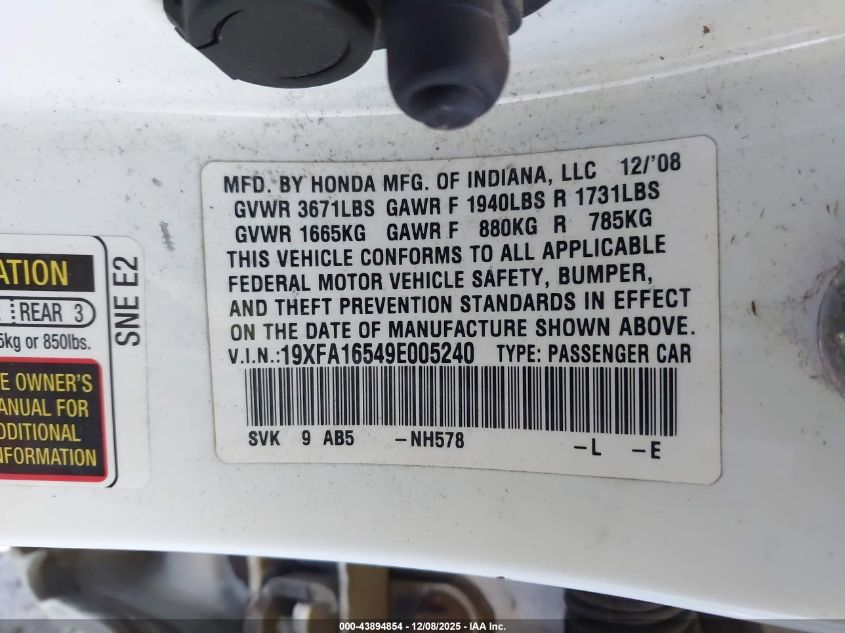 MFD. BY HONDA MFG. OF INDIANA, LLC 12/'08
GVWR 3671LBS GAWR F 1940LBS R 1731LBS
GVWR 1665KG GAWR F 880KG R 785KG
THIS VEHICLE CONFORMS TO ALL APPLICABLE
FEDERAL MOTOR VEHICLE SAFETY, BUMPER,
AND THEFT PREVENTION STANDARDS IN EFFECT
ON THE DATE OF MANUFACTURE SHOWN ABOVE.
V.I.N.:19XFA16549E005240 TYPE: PASSENGER CAR
SVK 9 AB5 -NH578 -L -E
ATION
REAR 3
5kg or 850lbs.
E OWNER'S
ANUAL FOR
DDITIONAL
NFORMATION
SNE E2
000-43894854 - 12/08/2025 - IAA, Inc.